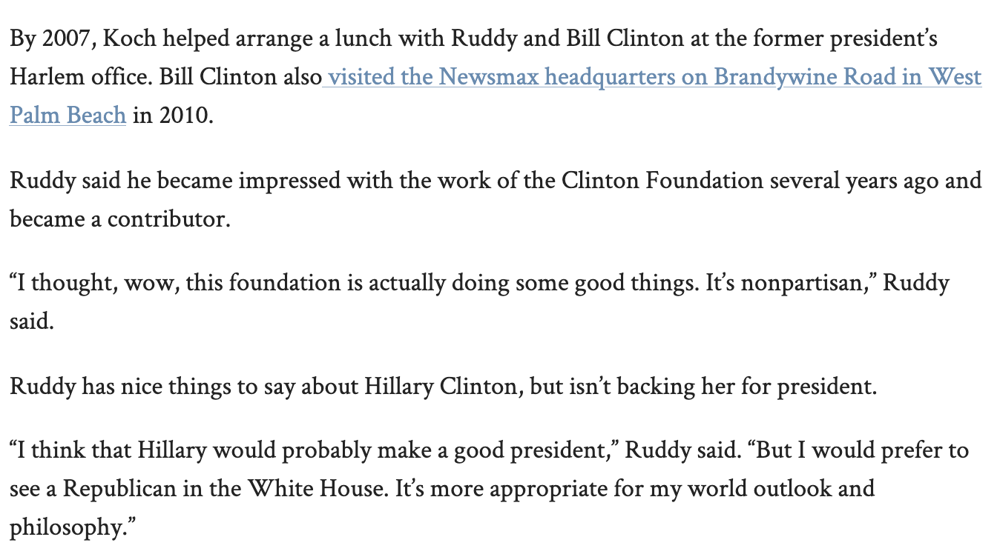 By 2007, Koch helped arrange a lunch with Ruddy and Bill Clinton at the former president’s
Harlem office. Bill Clinton also visited the Newsmax headquarters on Brandywine Road in West
Palm Beach in 2010.
Ruddy said he became impressed with the work of the Clinton Foundation several years ago and
became a contributor.
“I thought, wow, this foundation is actually doing some good things. It’s nonpartisan,” Ruddy
said.
Ruddy has nice things to say about Hillary Clinton, but isn’t backing her for president.
“I think that Hillary would probably make a good president,” Ruddy said. “But I would prefer to
see a Republican in the White House. It’s more appropriate for my world outlook and
philosophy.”